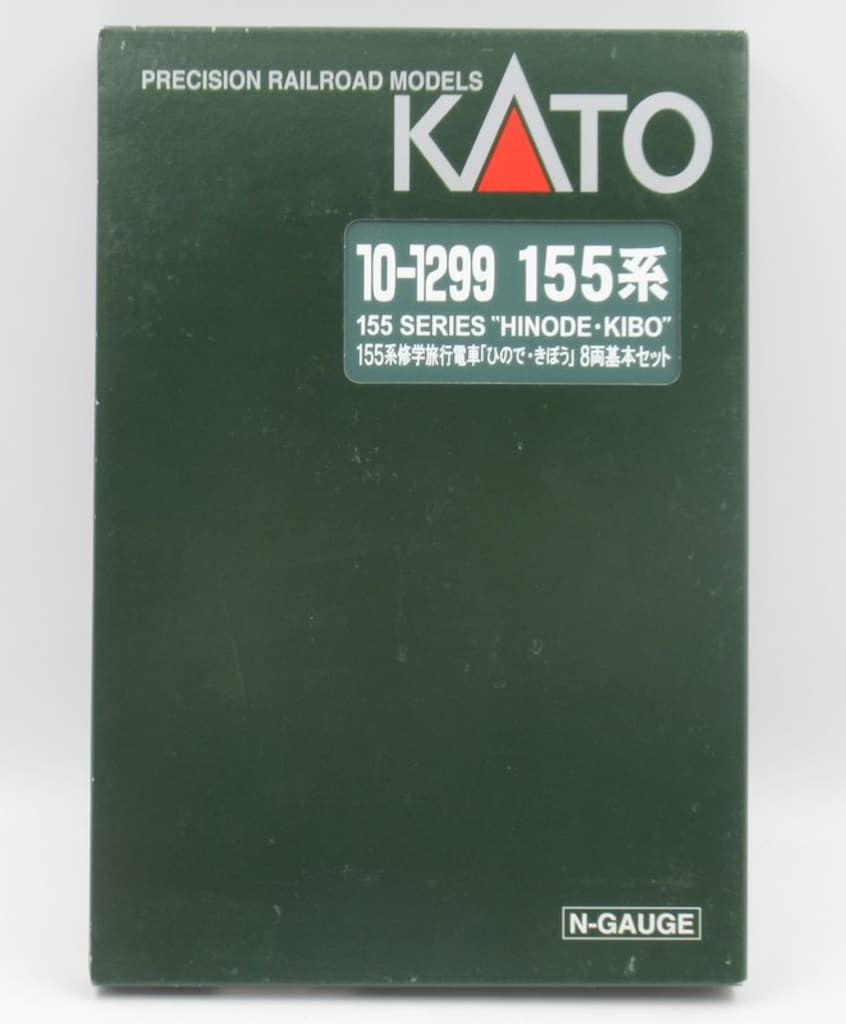 PRECISION RAILROAD MODELS
KATO
10-1299 155系
155 SERIES "HINODE・KIBO"
155系修学旅行電車「ひので・きぼう」 8両基本セット
N-GAUGE